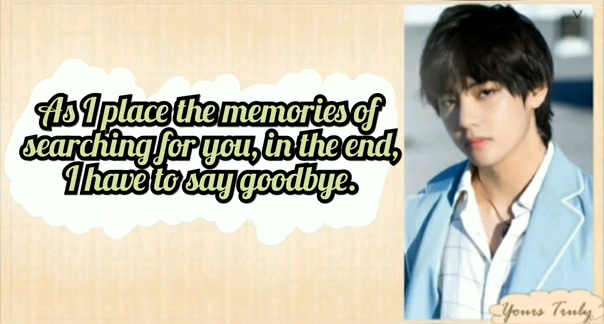 As I place the memories of
searching for you, in the end,
I have to say goodbye.
V
Yours Truly